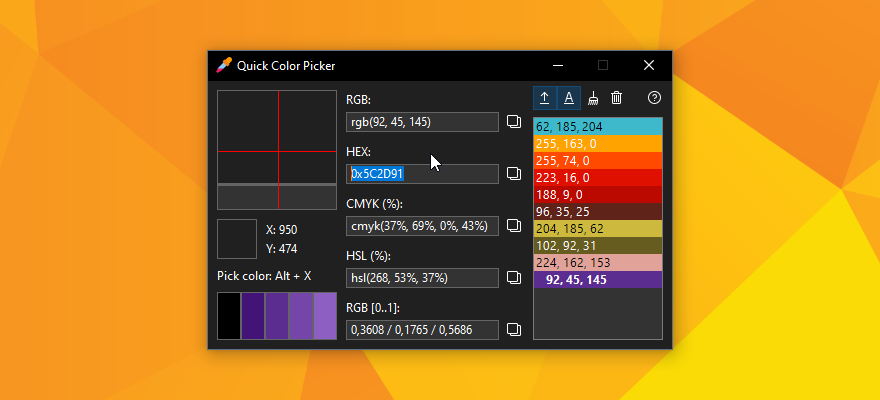 Quick Color Picker
X: 950
Y: 474
Pick color: Alt + X
RGB:
rgb(92, 45, 145)
HEX:
0x5C2D91
CMYK (%):
cmyk(37%, 69%, 0%, 43%)
HSL (%):
hsl(268, 53%, 37%)
RGB [0..1]:
0,3608 / 0,1765 / 0,5686
A
62, 185, 204
255, 163, 0
255, 74, 0
223, 16, 0
188, 9, 0
96, 35, 25
204, 185, 62
102, 92, 31
224, 162, 153
92, 45, 145